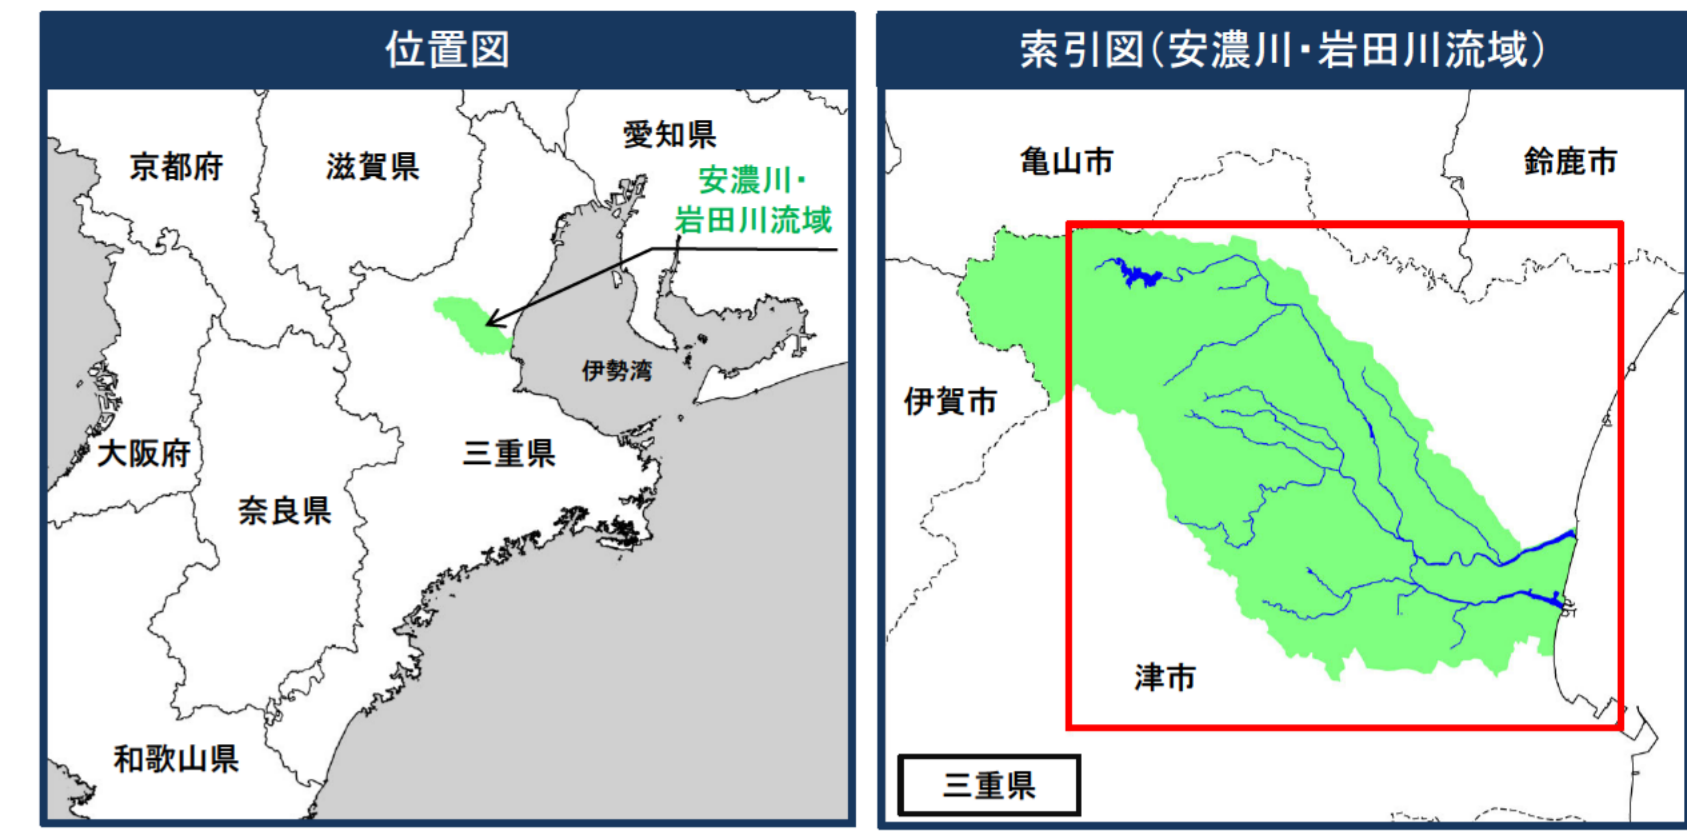 位置図
京都府
滋賀県
愛知県
安濃川・
岩田川流域
伊勢湾
大阪府
三重県
奈良県
和歌山県
索引図（安濃川・岩田川流域）
亀山市
鈴鹿市
伊賀市
津市
三重県